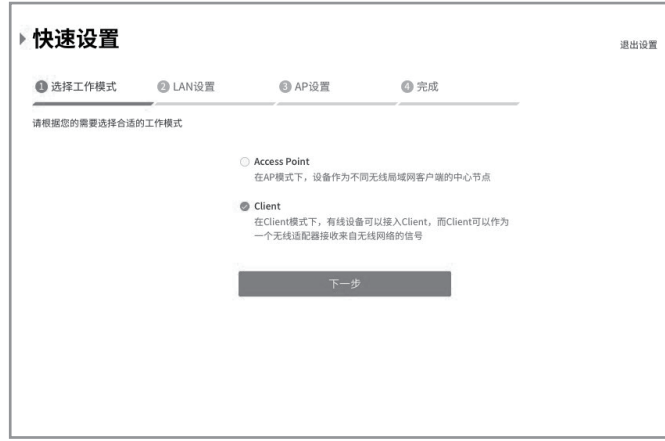 快速设置
退出设置
1 选择工作模式
2 LAN设置
3 AP设置
4 完成
请根据您的需要选择合适的工作模式
Access Point
在AP模式下，设备作为不同无线局域网客户端的中心节点
Client
在Client模式下，有线设备可以接入Client，而Client可以作为
一个无线适配器接收来自无线网络的信号
下一步